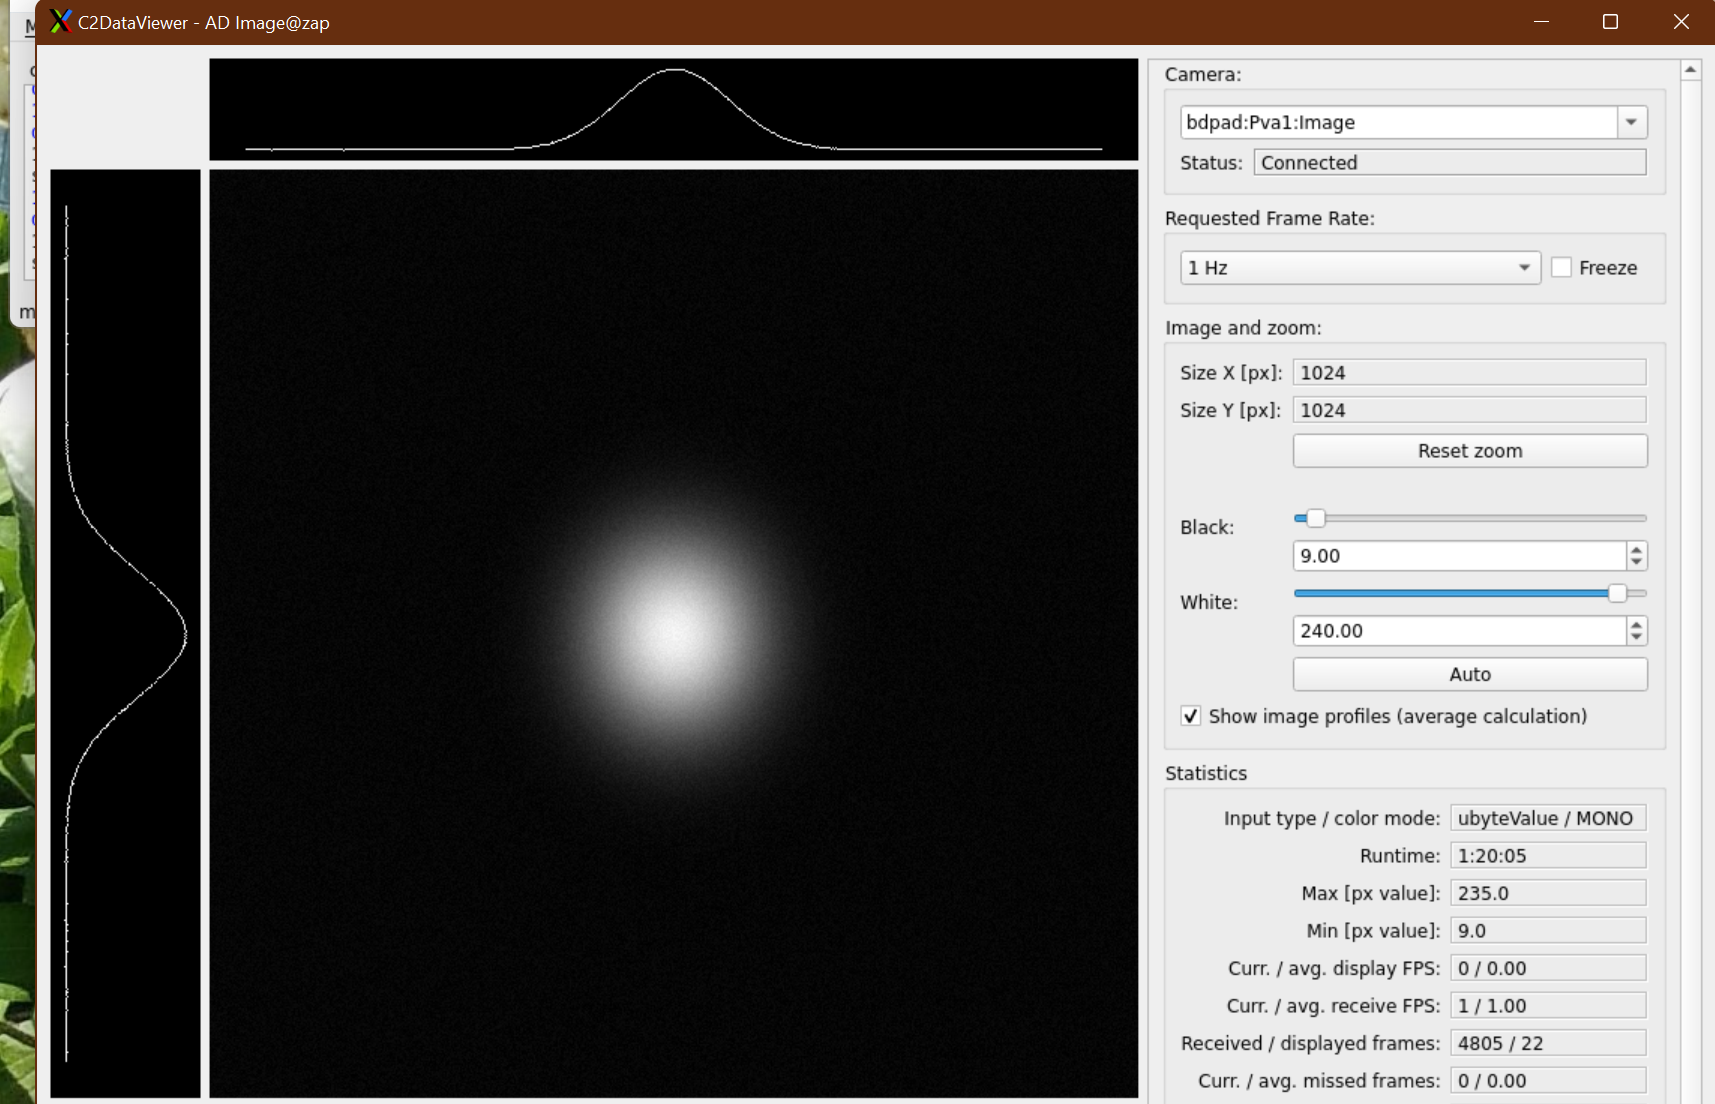 C2DataViewer - AD Image@zap
Camera:
bdpad:Pva1:Image
Status: Connected
Requested Frame Rate:
1 Hz Freeze
Image and zoom:
Size X [px]: 1024
Size Y [px]: 1024
Reset zoom
Black:
9.00
White:
240.00
Auto
Show image profiles (average calculation)
Statistics
Input type / color mode: ubyteValue / MONO
Runtime: 1:20:05
Max [px value]: 235.0
Min [px value]: 9.0
Curr. / avg. display FPS: 0 / 0.00
Curr. / avg. receive FPS: 1 / 1.00
Received / displayed frames: 4805 / 22
Curr. / avg. missed frames: 0 / 0.00